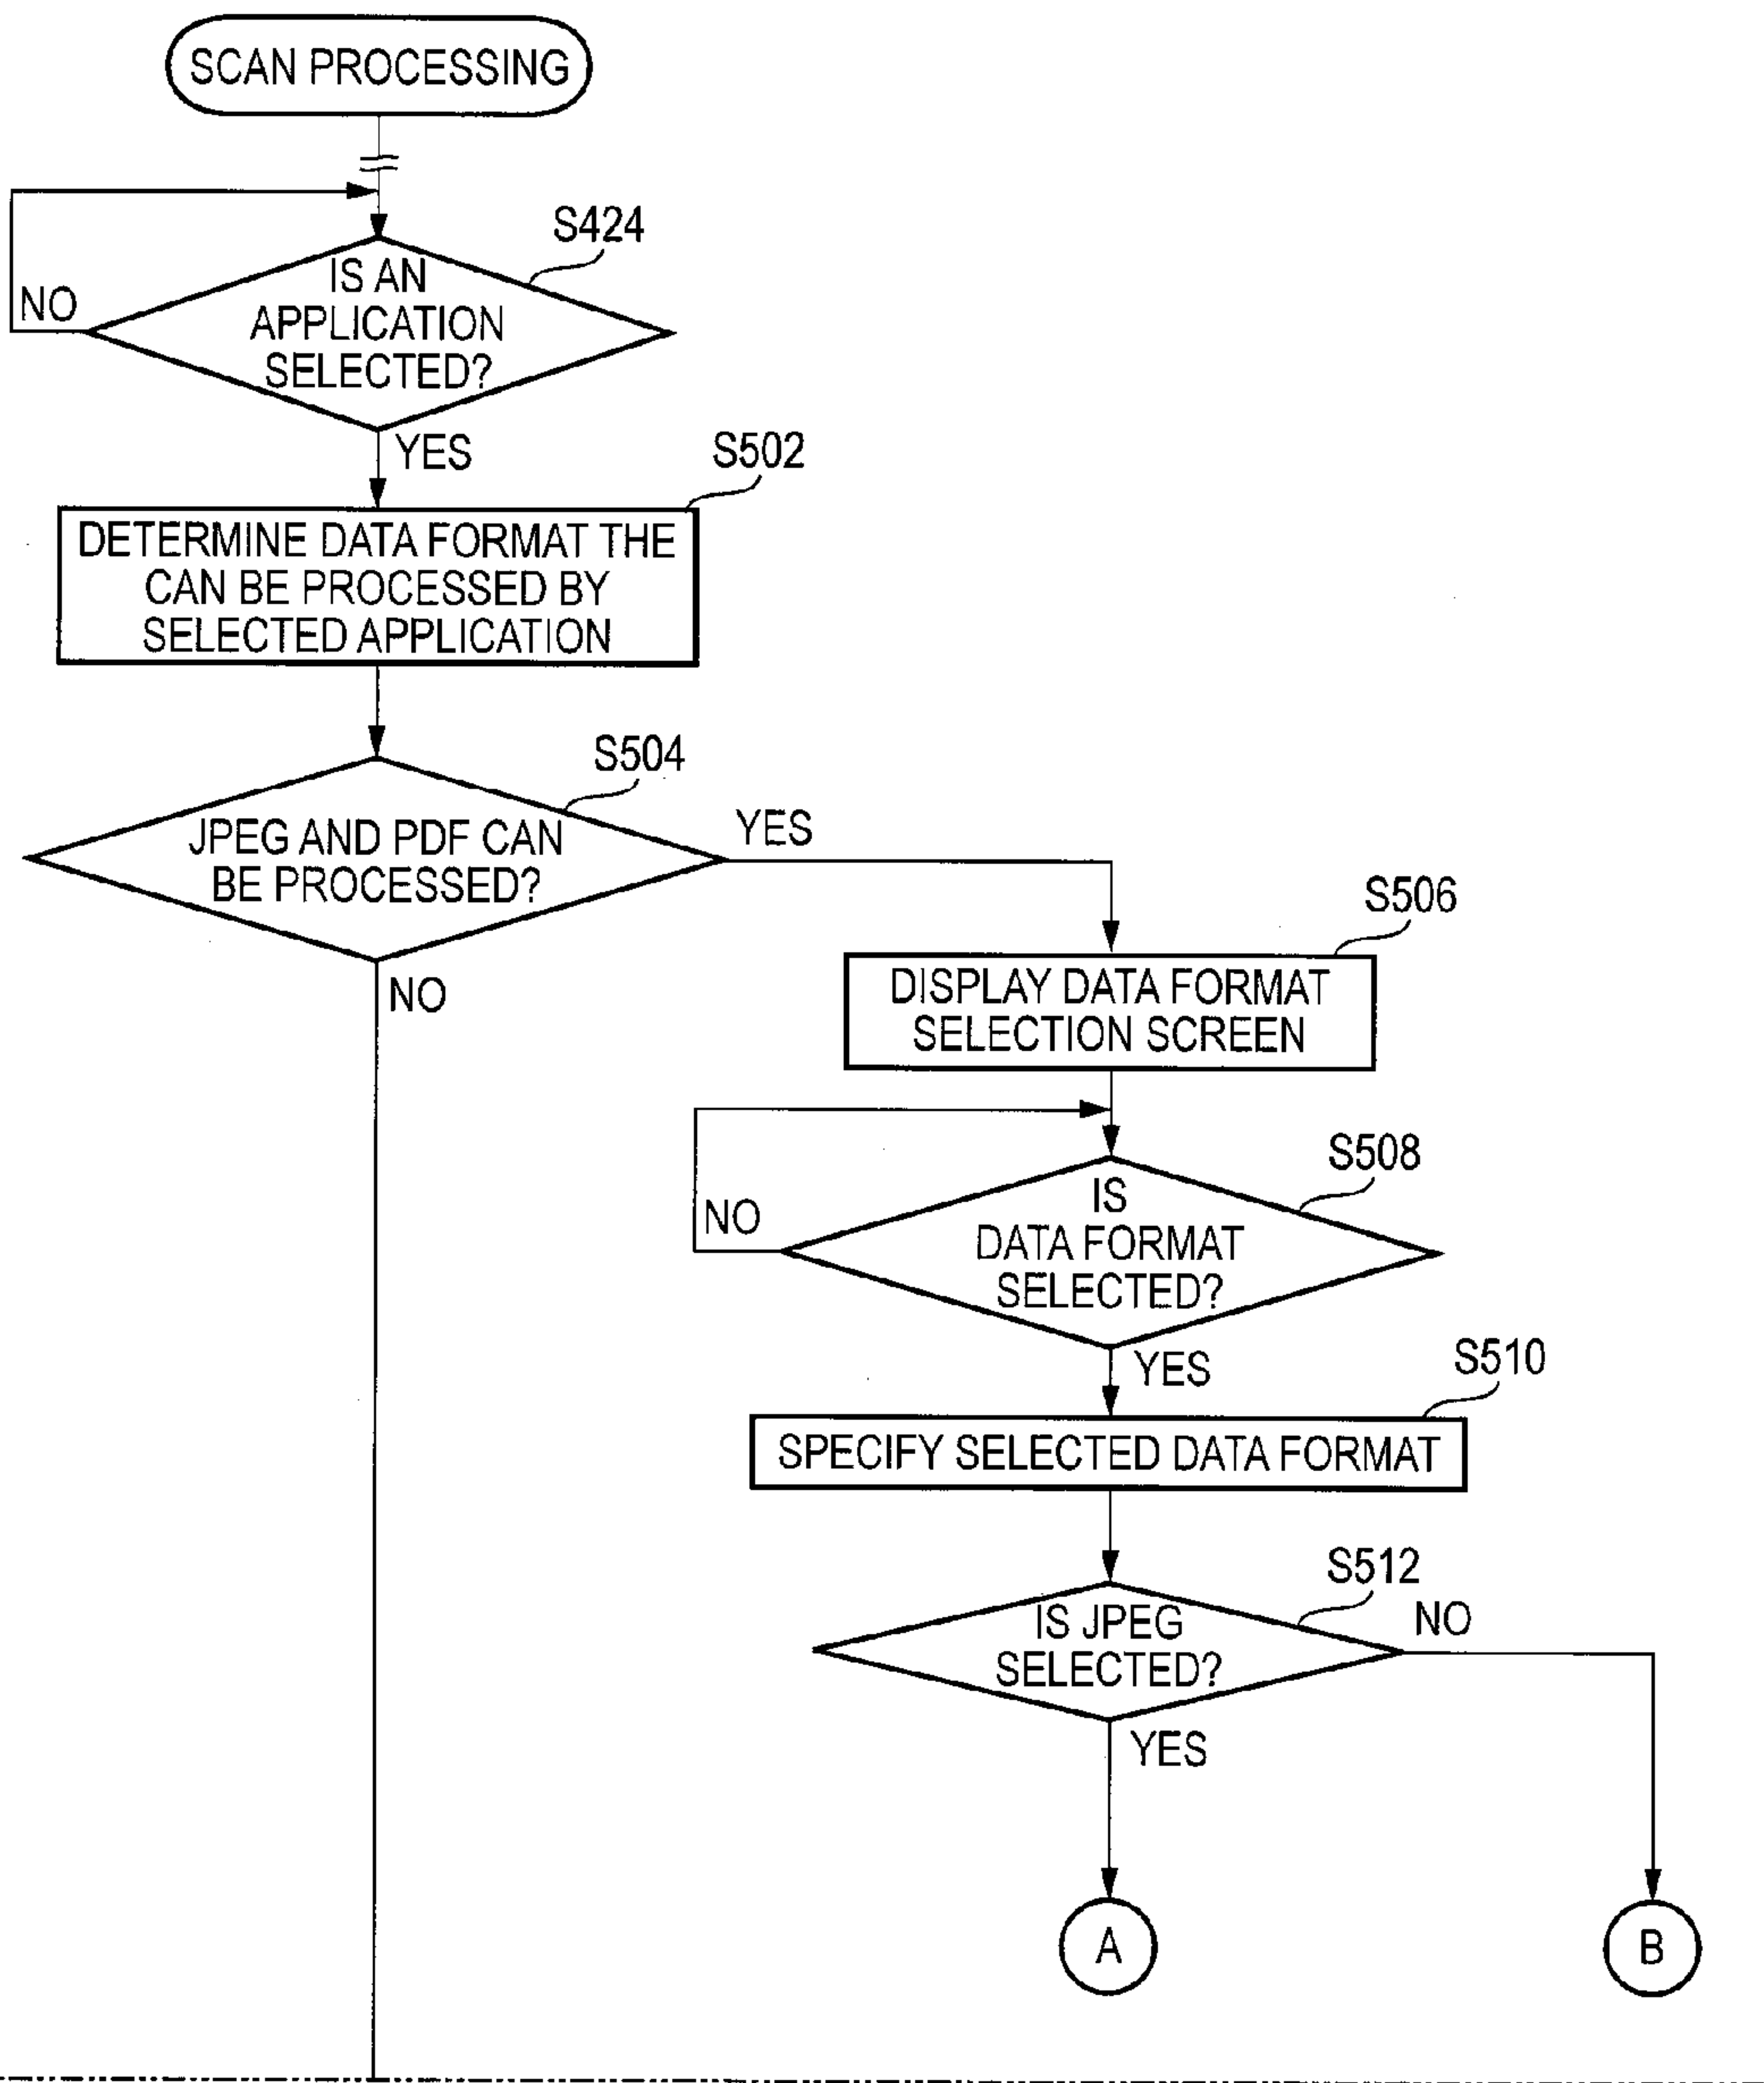 SCAN PROCESSING
S424
IS AN
APPLICATION
SELECTED?
NO
YES
S502
DETERMINE DATA FORMAT THE
CAN BE PROCESSED BY
SELECTED APPLICATION
S504
JPEG AND PDF CAN
BE PROCESSED?
YES
NO
S506
DISPLAY DATA FORMAT
SELECTION SCREEN
S508
IS
DATA FORMAT
SELECTED?
NO
YES
S510
SPECIFY SELECTED DATA FORMAT
S512
IS JPEG
SELECTED?
NO
YES
A
B